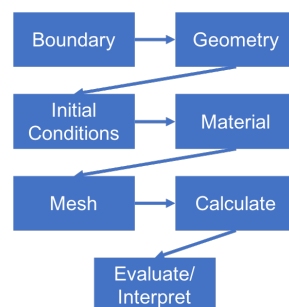 Boundary
Geometry
Initial
Conditions
Material
Mesh
Calculate
Evaluate/
Interpret